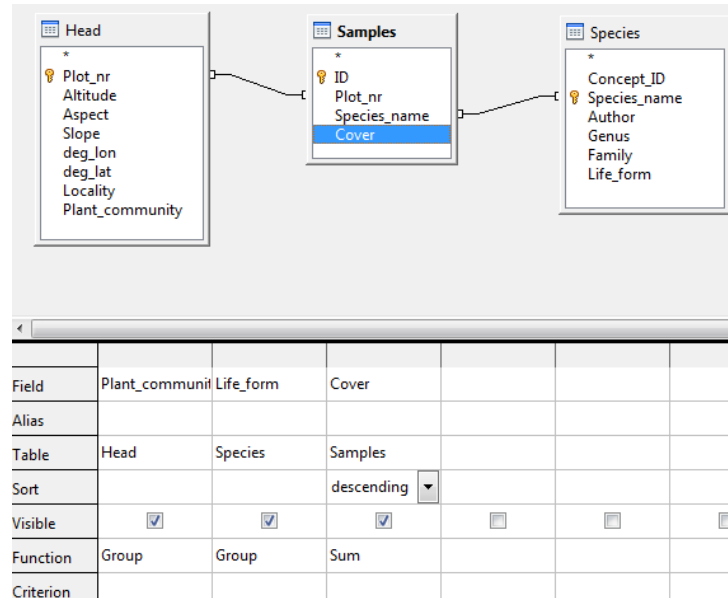 Head
*
Plot_nr
Altitude
Aspect
Slope
deg_lon
deg_lat
Locality
Plant_community
Samples
*
ID
Plot_nr
Species_name
Cover
Species
*
Concept_ID
Species_name
Author
Genus
Family
Life_form
Field Plant_communit Life_form Cover
Alias
Table Head Species Samples
Sort descending
Visible
Function Group Group Sum
Criterion